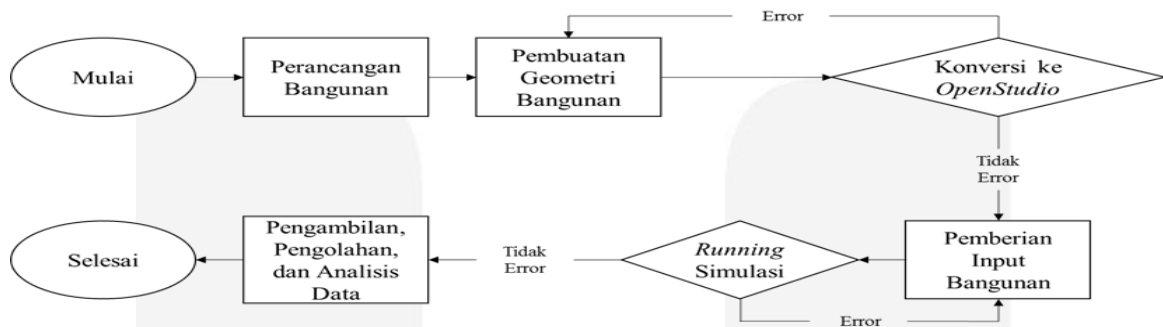 Error
Mulai
Perancangan
Bangunan
Pembuatan
Geometri
Bangunan
Konversi ke
OpenStudio
Tidak
Error
Pemberian
Input
Bangunan
Running
Simulasi
Error
Tidak
Error
Pengambilan,
Pengolahan,
dan Analisis
Data
Selesai